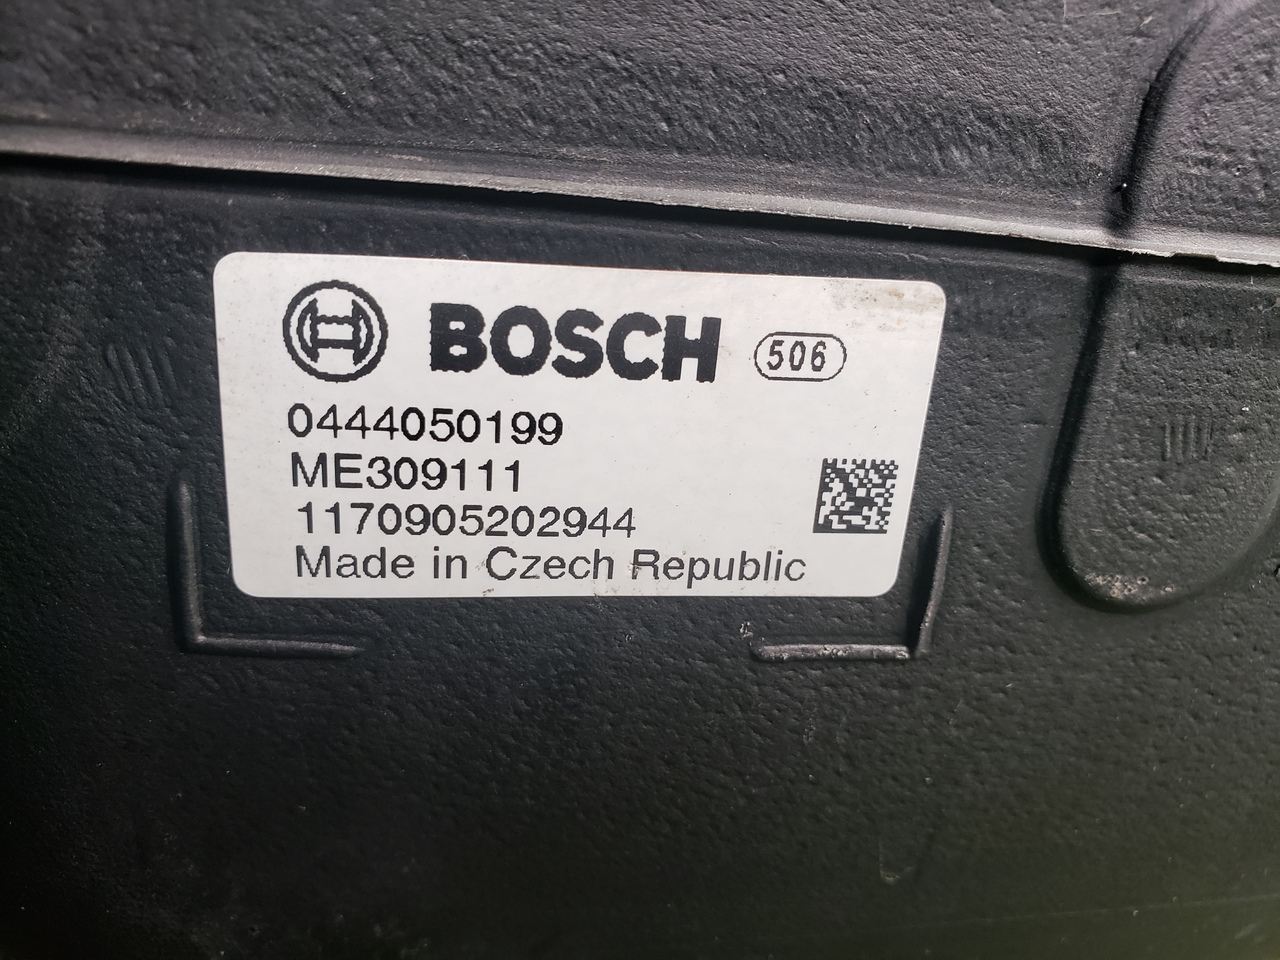 BOSCH 506
0444050199
ME309111
1170905202944
Made in Czech Republic